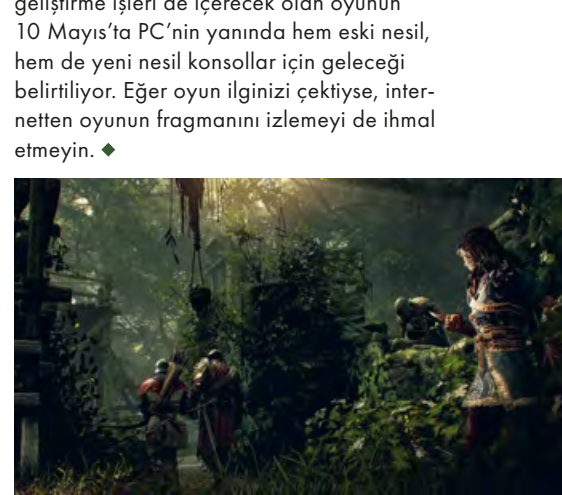 geliştirme işleri de içerecek olan oyunun
10 Mayıs’ta PC’nin yanında hem eski nesil,
hem de yeni nesil konsollar için geleceği
belirtiliyor. Eğer oyun ilginizi çektiyse, inter-
netten oyunun fragmanını izlemeyi de ihmal
etmeyin. ◆